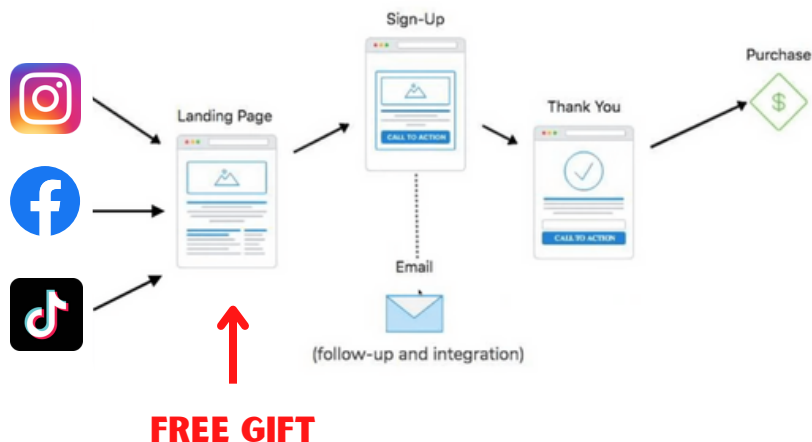 Sign-Up
Purchase
Landing Page
Thank You
CALL TO ACTION
$
CALL TO ACTION
Email
(follow-up and integration)
FREE GIFT